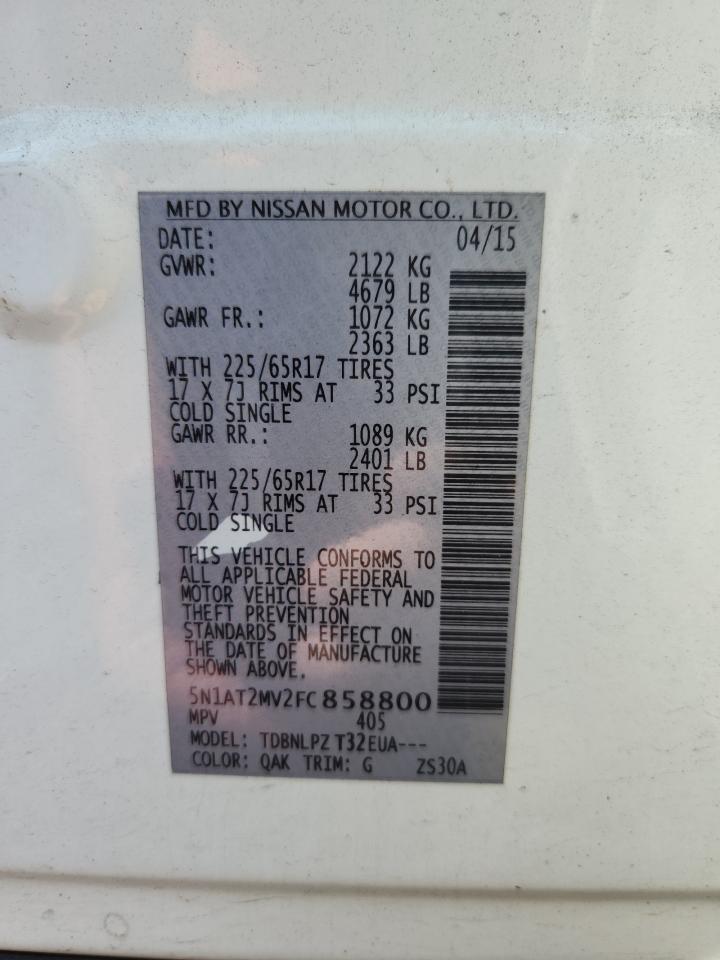 MFD BY NISSAN MOTOR CO., LTD.
DATE: 04/15
GVWR: 2122 KG
4679 LB
GAWR FR.: 1072 KG
2363 LB
WITH 225/65R17 TIRES
17 X 7J RIMS AT 33 PSI
COLD SINGLE
GAWR RR.: 1089 KG
2401 LB
WITH 225/65R17 TIRES
17 X 7J RIMS AT 33 PSI
COLD SINGLE
THIS VEHICLE CONFORMS TO
ALL APPLICABLE FEDERAL
MOTOR VEHICLE SAFETY AND
THEFT PREVENTION
STANDARDS IN EFFECT ON
THE DATE OF MANUFACTURE
SHOWN ABOVE.
5N1AT2MV2FC858800
MPV 405
MODEL: TDBNLPZ T32EUA---
COLOR: QAK TRIM: G ZS30A